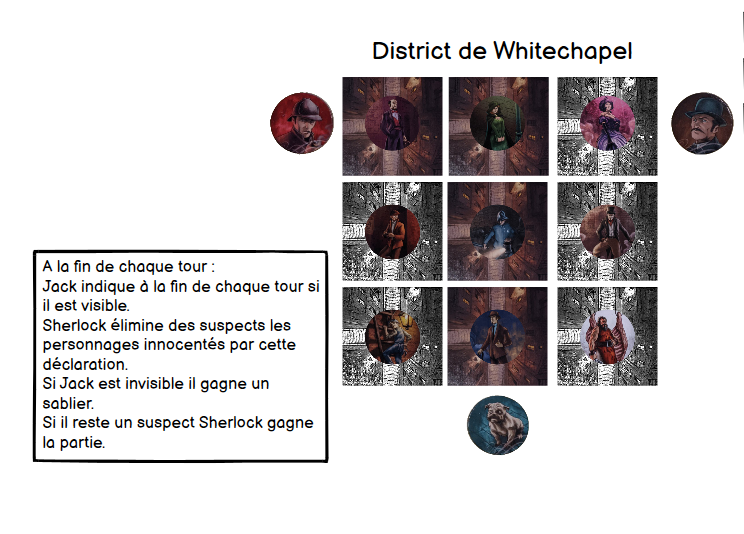 District de Whitechapel
A la fin de chaque tour :
Jack indique à la fin de chaque tour si
il est visible.
Sherlock élimine des suspects les
personnages innocentés par cette
déclaration.
Si Jack est invisible il gagne un
sablier.
Si il reste un suspect Sherlock gagne
la partie.